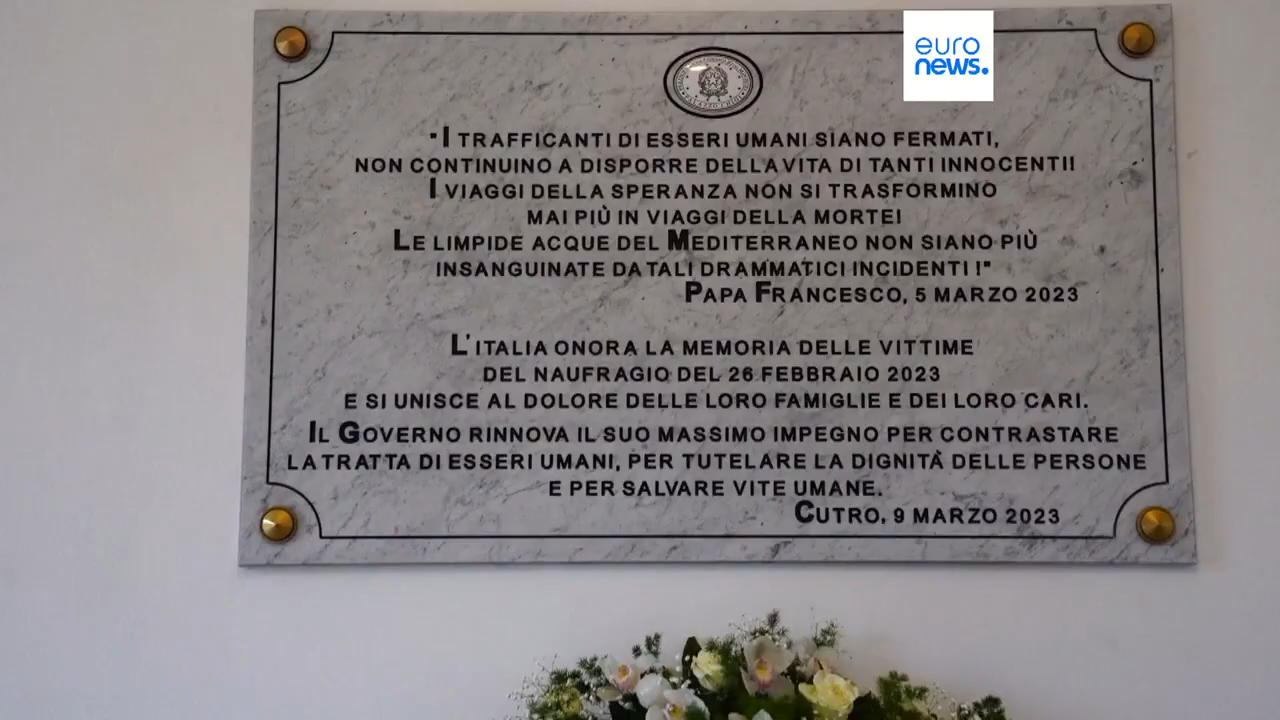 euro
news.
"I TRAFFICANTI DI ESSERI UMANI SIANO FERMATI,
NON CONTINUINO A DISPORRE DELLA VITA DI TANTI INNOCENTI!
I VIAGGI DELLA SPERANZA NON SI TRASFORMINO
MAI PIÙ IN VIAGGI DELLA MORTE!
LE LIMPIDE ACQUE DEL MEDITERRANEO NON SIANO PIÙ
INSANGUINATE DA TALI DRAMMATICI INCIDENTI !"
PAPA FRANCESCO, 5 MARZO 2023
L'ITALIA ONORA LA MEMORIA DELLE VITTIME
DEL NAUFRAGIO DEL 26 FEBBRAIO 2023
E SI UNISCE AL DOLORE DELLE LORO FAMIGLIE E DEI LORO CARI.
IL GOVERNO RINNOVA IL SUO MASSIMO IMPEGNO PER CONTRASTARE
LA TRATTA DI ESSERI UMANI, PER TUTELARE LA DIGNITÀ DELLE PERSONE
E PER SALVARE VITE UMANE.
CUTRO, 9 MARZO 2023